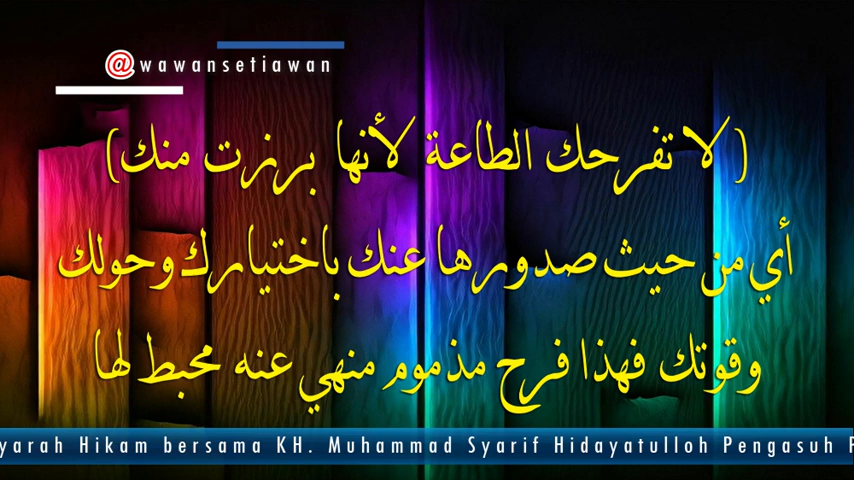 @wawansetiawan
(لا تفرحك الطاعة لأنها برزت منك)
أي من حيث صدورها عنك باختيارك وحولك
وقوتك فهذا فرح مذموم منهي عنه محبط لها
yarah Hikam bersama KH. Muhammad Syarif Hidayatulloh Pengasuh P